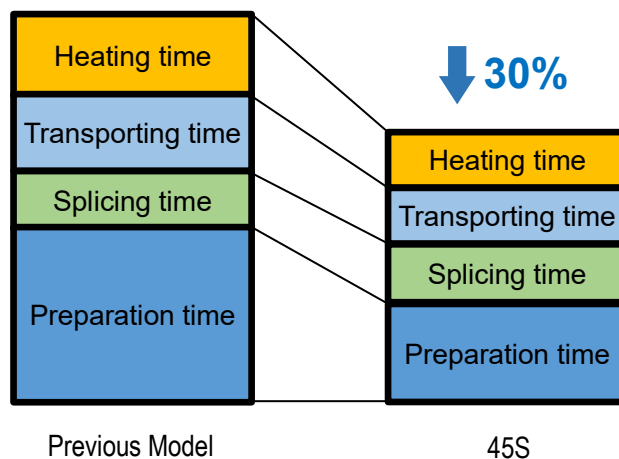 Heating time
Transporting time
Splicing time
Preparation time
Previous Model
30%
Heating time
Transporting time
Splicing time
Preparation time
45S